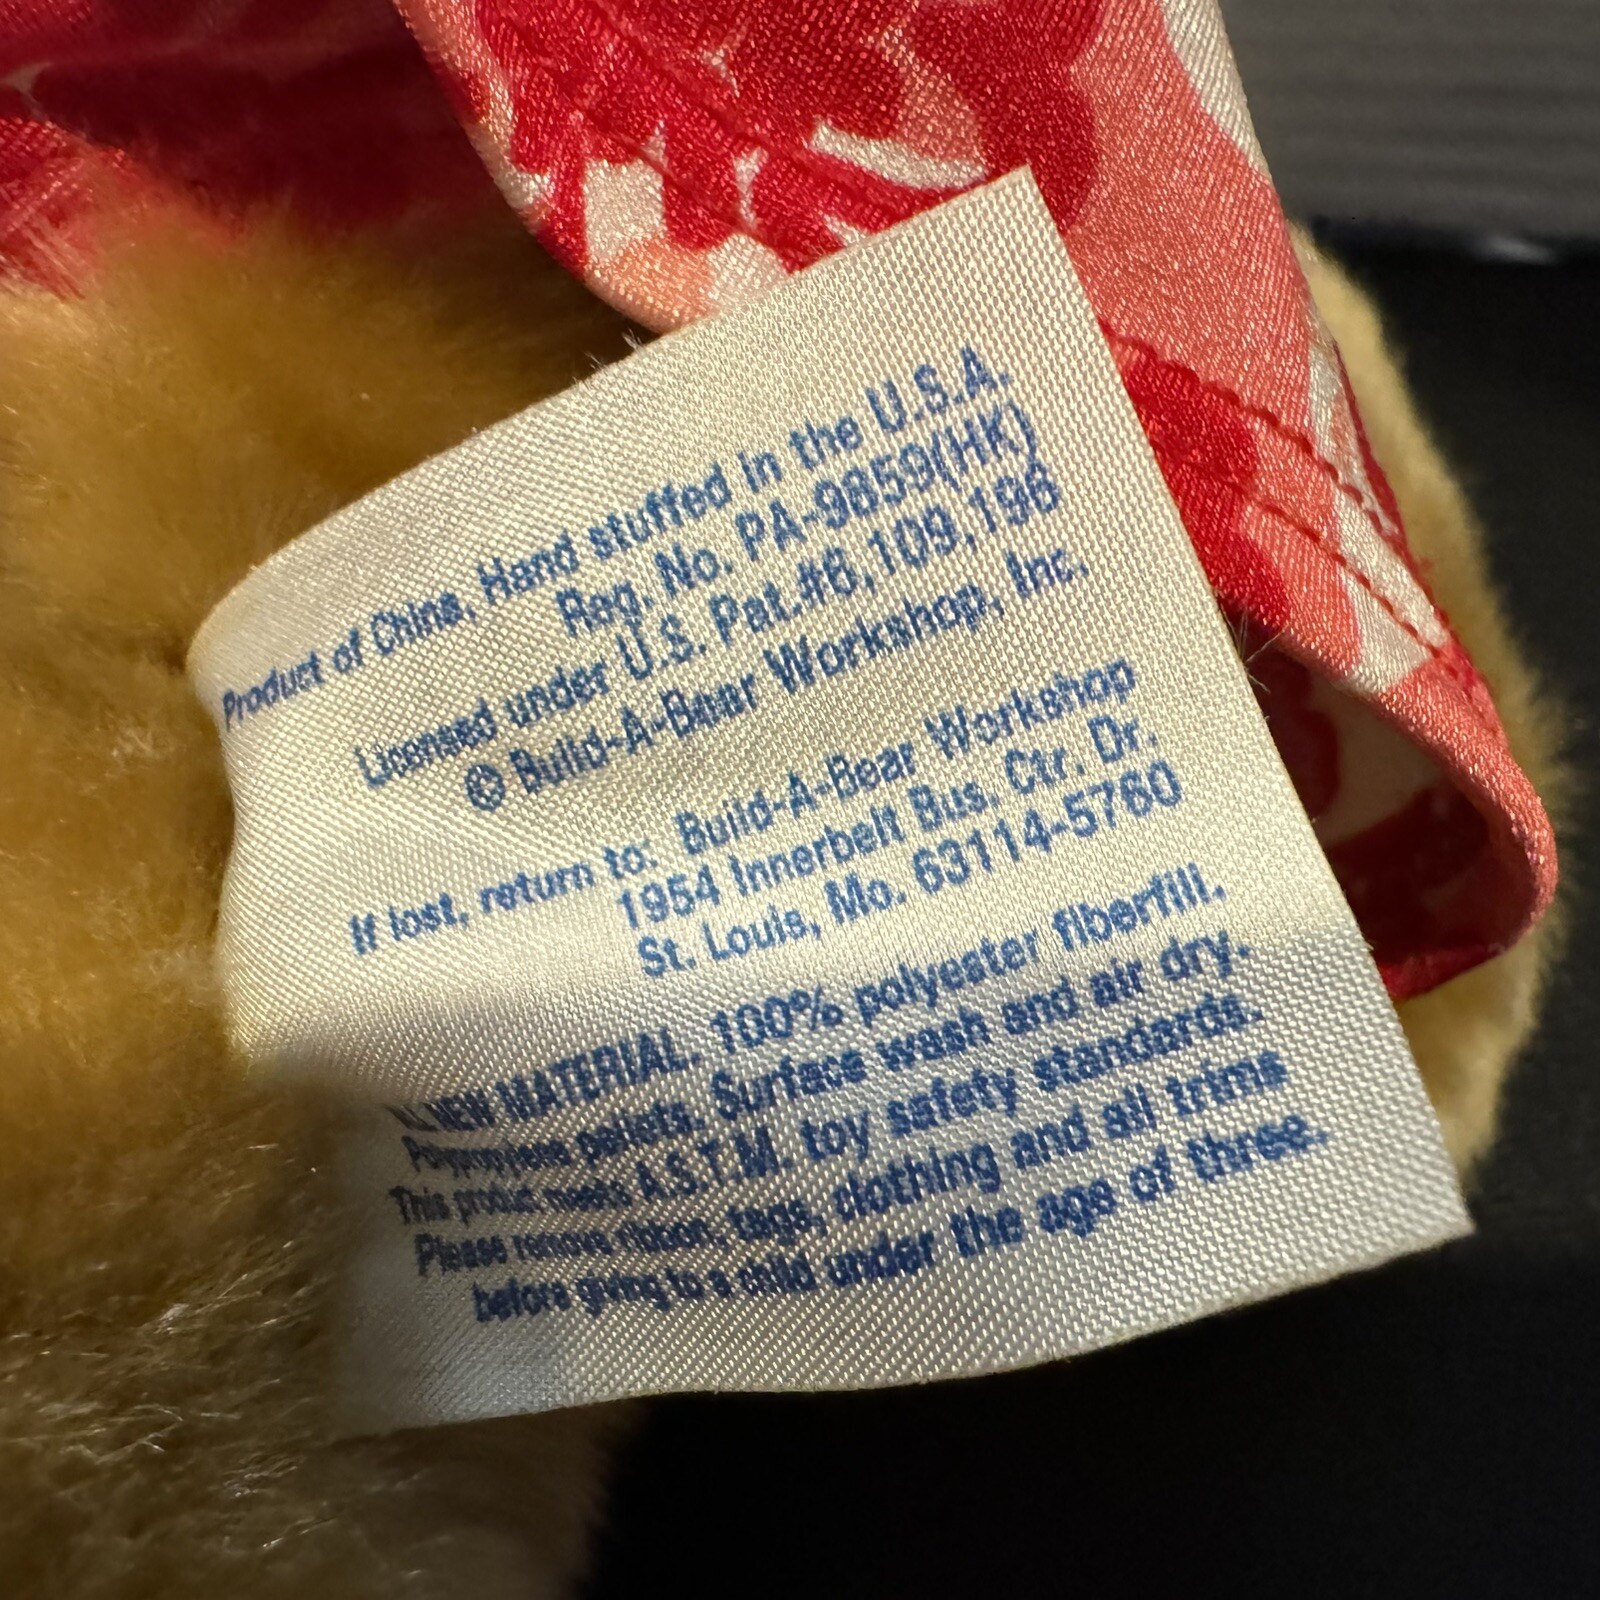 Product of China. Hand stuffed in the U.S.A.
Reg. No. PA-9859(HK)
Licensed under U.S. Pat.#6,109,196
© Build-A-Bear Workshop, Inc.
If lost, return to: Build-A-Bear Workshop
1954 Innerbelt Bus. Ctr. Dr.
St. Louis, Mo. 63114-5760
ALL NEW MATERIAL. 100% polyester fiberfill.
Polypropylene pellets. Surface wash and air dry.
This product meets A.S.T.M. toy safety standards.
Please remove ribbon, tags, clothing and all trims
before giving to a child under the age of three.